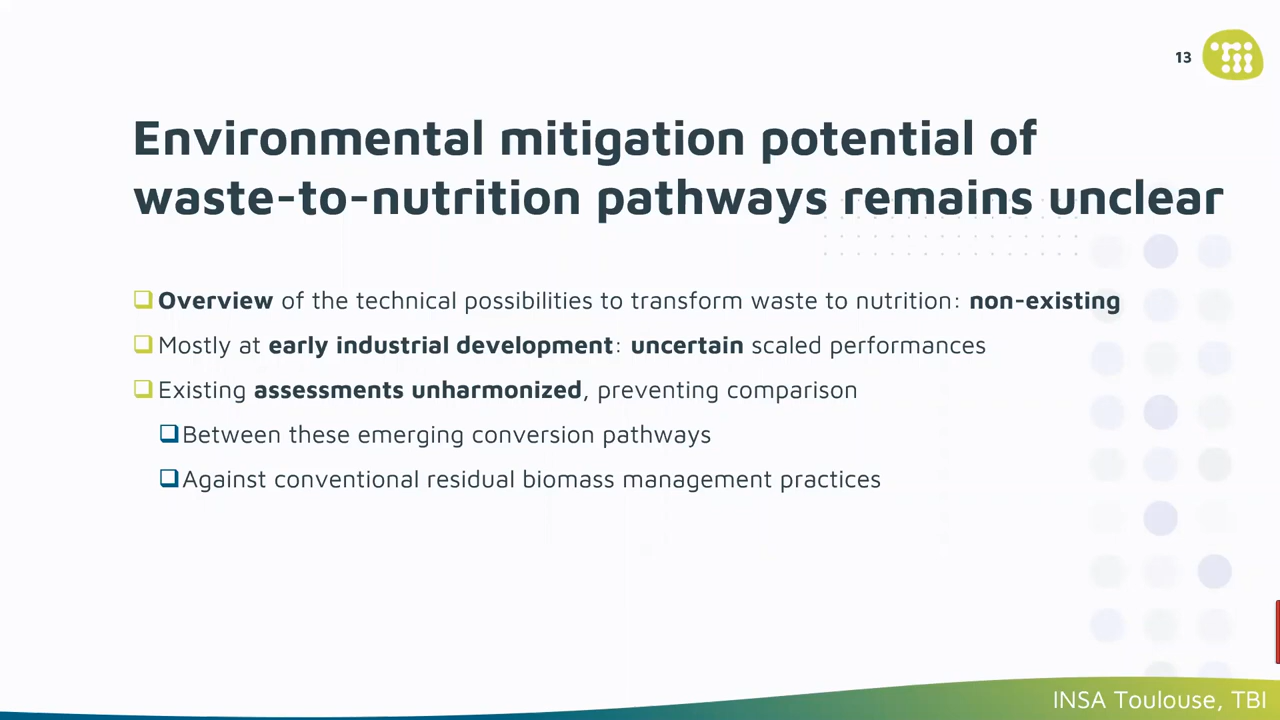 13
Environmental mitigation potential of
waste-to-nutrition pathways remains unclear
Overview of the technical possibilities to transform waste to nutrition: non-existing
Mostly at early industrial development: uncertain scaled performances
Existing assessments unharmonized, preventing comparison
Between these emerging conversion pathways
Against conventional residual biomass management practices
INSA Toulouse, TBI